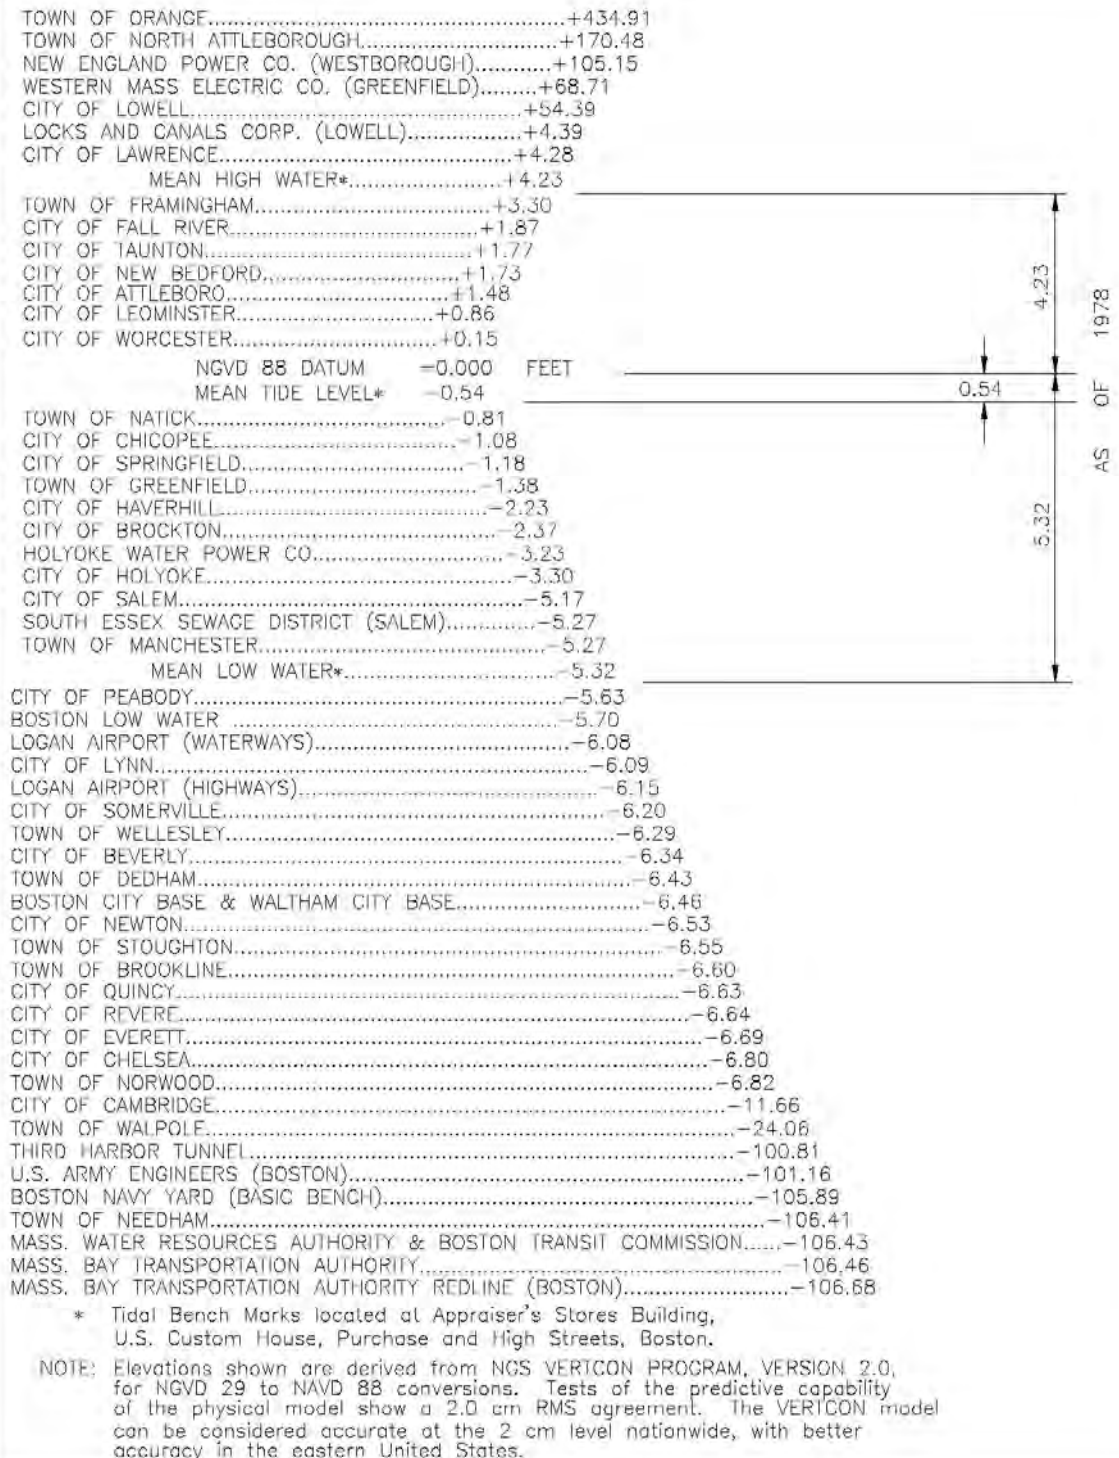 TOWN OF ORANGE.....+434.91
TOWN OF NORTH ATTLEBOROUGH.....+170.48
NEW ENGLAND POWER CO. (WESTBOROUGH).....+105.15
WESTERN MASS ELECTRIC CO. (GREENFIELD).....+68.71
CITY OF LOWELL.....+54.39
LOCKS AND CANALS CORP. (LOWELL).....+4.39
CITY OF LAWRENCE.....+4.28
MEAN HIGH WATER*.....+4.23
TOWN OF FRAMINGHAM.....+3.30
CITY OF FALL RIVER.....+1.87
CITY OF TAUNTON.....+1.77
CITY OF NEW BEDFORD.....+1.73
CITY OF ATTLEBORO.....+1.48
CITY OF LEOMINSTER.....+0.86
CITY OF WORCESTER.....+0.15
NGVD 88 DATUM =0.000 FEET
MEAN TIDE LEVEL* -0.54
TOWN OF NATICK.....-0.81
CITY OF CHICOPEE.....-1.08
CITY OF SPRINGFIELD.....-1.18
TOWN OF GREENFIELD.....-1.38
CITY OF HAVERHILL.....-2.23
CITY OF BROCKTON.....-2.37
HOLYOKE WATER POWER CO.....-3.23
CITY OF HOLYOKE.....-3.30
CITY OF SALEM.....-5.17
SOUTH ESSEX SEWAGE DISTRICT (SALEM).....-5.27
TOWN OF MANCHESTER.....-5.27
MEAN LOW WATER*.....-5.32
CITY OF PEABODY.....-5.63
BOSTON LOW WATER .....-5.70
LOGAN AIRPORT (WATERWAYS).....-6.08
CITY OF LYNN.....-6.09
LOGAN AIRPORT (HIGHWAYS).....-6.15
CITY OF SOMERVILLE.....-6.20
TOWN OF WELLESLEY.....-6.29
CITY OF BEVERLY.....-6.34
TOWN OF DEDHAM.....-6.43
BOSTON CITY BASE & WALTHAM CITY BASE.....-6.46
CITY OF NEWTON.....-6.53
TOWN OF STOUGHTON.....-6.55
TOWN OF BROOKLINE.....-6.60
CITY OF QUINCY.....-6.63
CITY OF REVERE.....-6.64
CITY OF EVERETT.....-6.69
CITY OF CHELSEA.....-6.80
TOWN OF NORWOOD.....-6.82
CITY OF CAMBRIDGE.....-11.66
TOWN OF WALPOLE.....-24.06
THIRD HARBOR TUNNEL.....-100.81
U.S. ARMY ENGINEERS (BOSTON).....-101.16
BOSTON NAVY YARD (BASIC BENCH).....-105.89
TOWN OF NEEDHAM.....-106.41
MASS. WATER RESOURCES AUTHORITY & BOSTON TRANSIT COMMISSION.....-106.43
MASS. BAY TRANSPORTATION AUTHORITY.....-106.46
MASS. BAY TRANSPORTATION AUTHORITY REDLINE (BOSTON).....-106.68
4.23
0.54
5.32
AS OF 1978
* Tidal Bench Marks located at Appraiser's Stores Building,
U.S. Custom House, Purchase and High Streets, Boston.
NOTE: Elevations shown are derived from NGS VERTCON PROGRAM, VERSION 2.0,
for NGVD 29 to NAVD 88 conversions. Tests of the predictive capability
of the physical model show a 2.0 cm RMS agreement. The VERTCON model
can be considered accurate at the 2 cm level nationwide, with better
accuracy in the eastern United States.